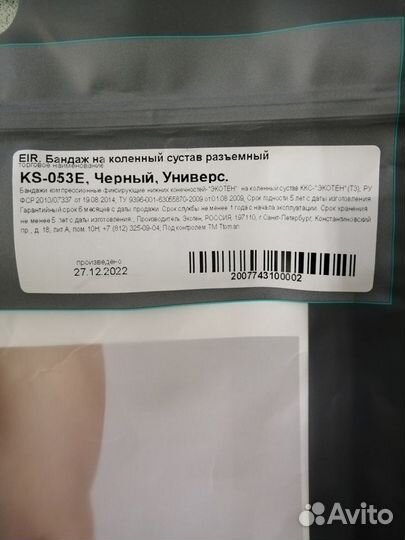 EIR, Бандаж на коленный сустав разъемный
торговое наименование
KS-053E, Черный, Универс.
Бандажи компрессионные фиксирующие нижних конечностей-"ЭКОТЕН" на коленный сустав ККС-"ЭКОТЕН" (Т3), РУ
ФСР 2010/07337 от 19.08.2014, ТУ 9396-001-63055870-2009 от 01.08.2009, Срок годности 5 лет с даты изготовления
Гарантийный срок 6 месяцев с даты продажи. Срок службы не менее 1 года с начала эксплуатации. Срок хранения
не менее 5 лет с даты изготовления., Производитель: Экотен, РОССИЯ, 197110, г.Санкт-Петербург, Константиновский
пр., д. 18, лит.А, пом.10Н, +7 (812) 325-09-04, Под контролем ТМ Ttoman
произведено
27.12.2022
2007743100002
Avito